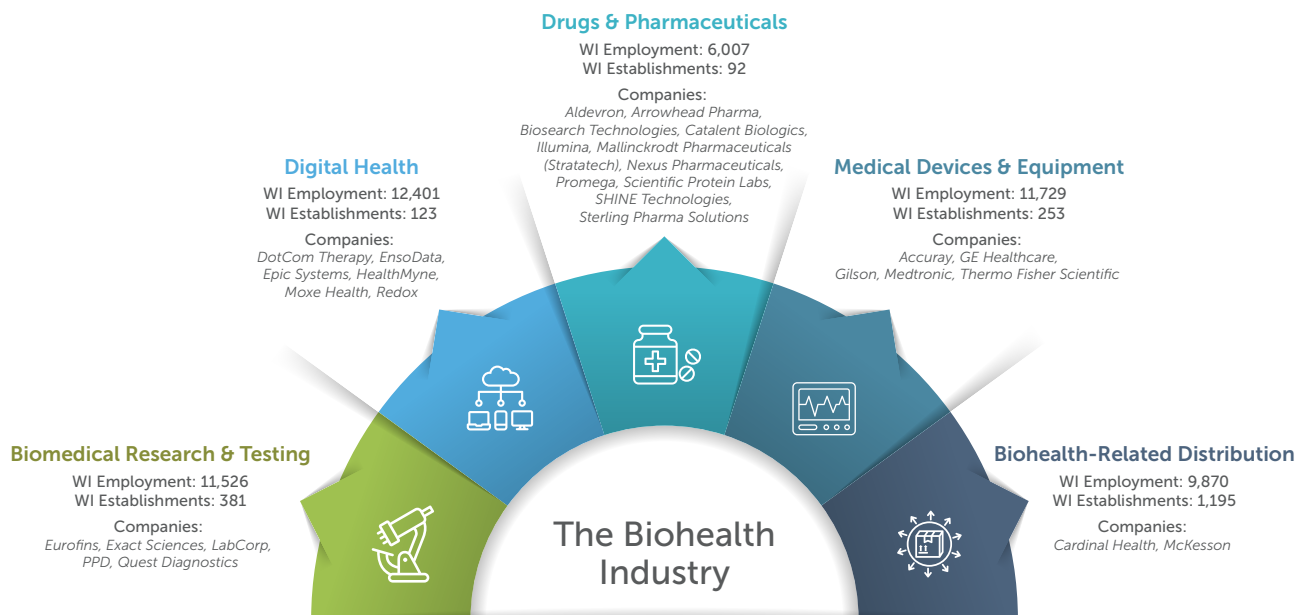 Drugs & Pharmaceuticals
WI Employment: 6,007
WI Establishments: 92
Companies:
Aldevron, Arrowhead Pharma,
Biosearch Technologies, Catalent Biologics,
Illumina, Mallinckrodt Pharmaceuticals
(Stratatech), Nexus Pharmaceuticals,
Promega, Scientific Protein Labs,
SHINE Technologies,
Sterling Pharma Solutions
Digital Health
WI Employment: 12,401
WI Establishments: 123
Companies:
DotCom Therapy, EnsoData,
Epic Systems, HealthMyne,
Moxe Health, Redox
Medical Devices & Equipment
WI Employment: 11,729
WI Establishments: 253
Companies:
Accuray, GE Healthcare,
Gilson, Medtronic, Thermo Fisher Scientific
Biomedical Research & Testing
WI Employment: 11,526
WI Establishments: 381
Companies:
Eurofins, Exact Sciences, LabCorp,
PPD, Quest Diagnostics
Biohealth-Related Distribution
WI Employment: 9,870
WI Establishments: 1,195
Companies:
Cardinal Health, McKesson
The Biohealth
Industry